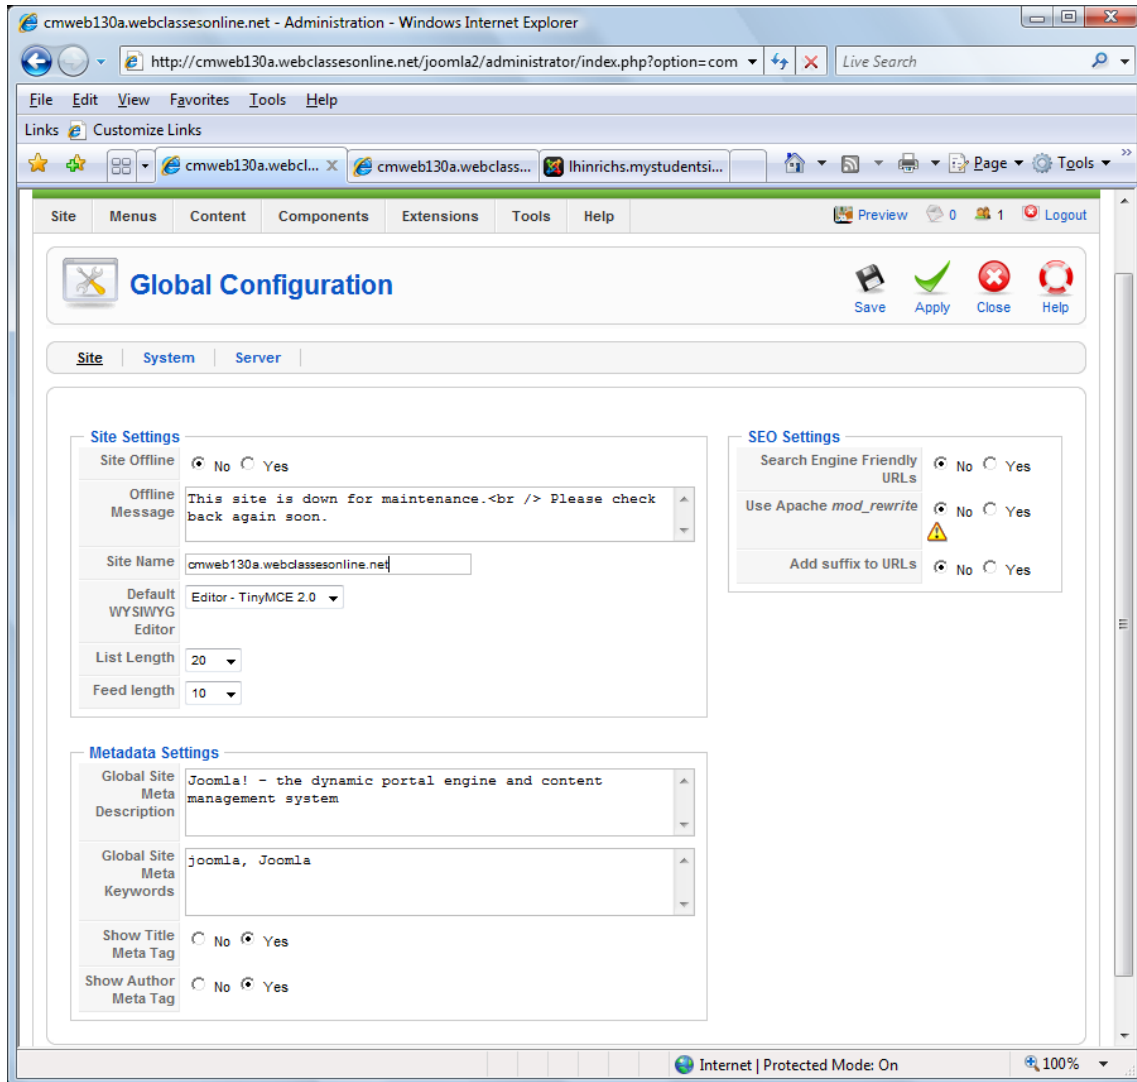 cmweb130a.webclassesonline.net - Administration - Windows Internet Explorer
http://cmweb130a.webclassesonline.net/joomla2/administrator/index.php?option=com
Live Search
File Edit View Favorites Tools Help
Links Customize Links
cmweb130a.webcl... cmweb130a.webclass... lhinrichs.mystudentsi... Page Tools
Site Menus Content Components Extensions Tools Help Preview 0 1 Logout
Global Configuration
Save Apply Close Help
Site System Server
Site Settings
Site Offline No Yes
Offline Message
This site is down for maintenance.<br /> Please check
back again soon.
Site Name cmweb130a.webclassesonline.net
Default
WYSIWYG
Editor
Editor - TinyMCE 2.0
List Length 20
Feed length 10
SEO Settings
Search Engine Friendly
URLs
No Yes
Use Apache mod_rewrite No Yes
Add suffix to URLs No Yes
Metadata Settings
Global Site
Meta
Description
Joomla! - the dynamic portal engine and content
management system
Global Site
Meta
Keywords
joomla, Joomla
Show Title
Meta Tag
No Yes
Show Author
Meta Tag
No Yes
Internet | Protected Mode: On 100%